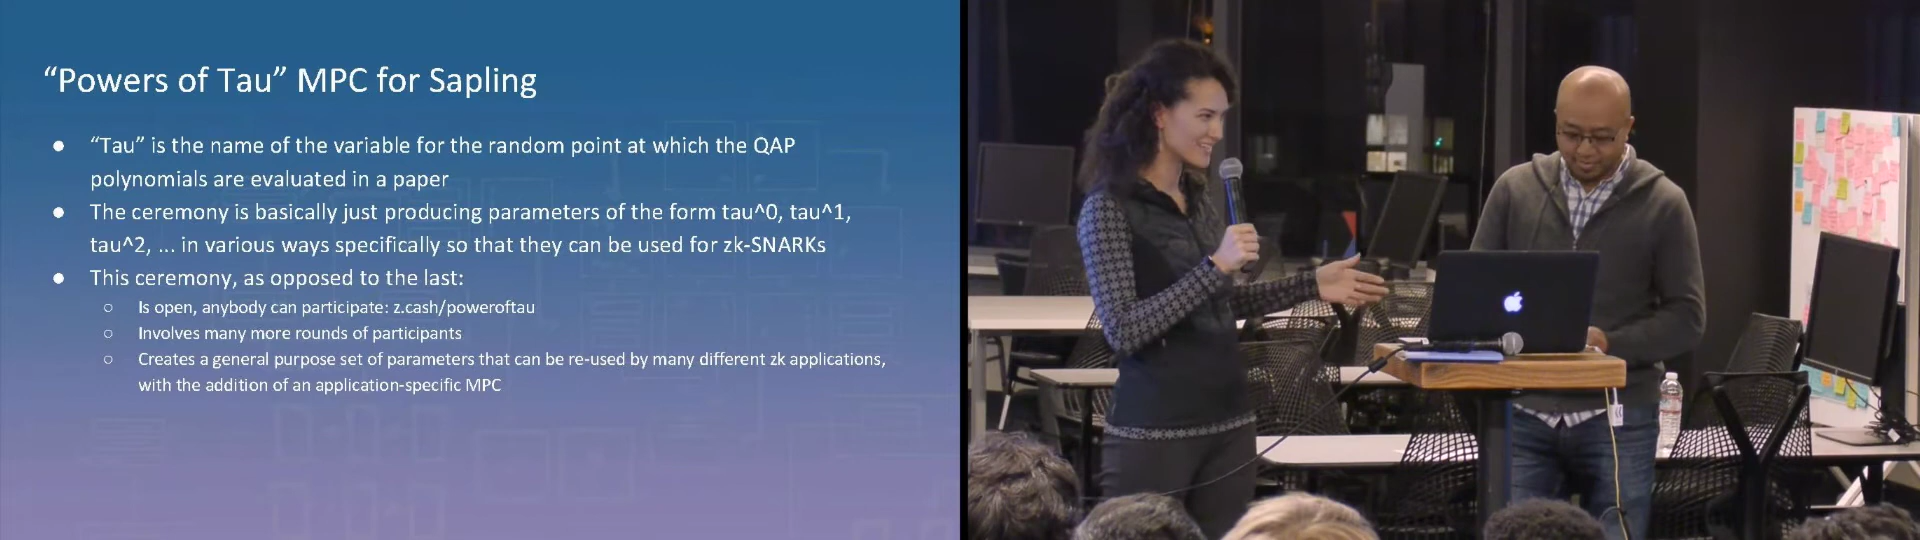 “Powers of Tau” MPC for Sapling
● “Tau” is the name of the variable for the random point at which the QAP
polynomials are evaluated in a paper
● The ceremony is basically just producing parameters of the form tau^0, tau^1,
tau^2, ... in various ways specifically so that they can be used for zk-SNARKs
● This ceremony, as opposed to the last:
○ Is open, anybody can participate: z.cash/poweroftau
○ Involves many more rounds of participants
○ Creates a general purpose set of parameters that can be re-used by many different zk applications,
with the addition of an application-specific MPC